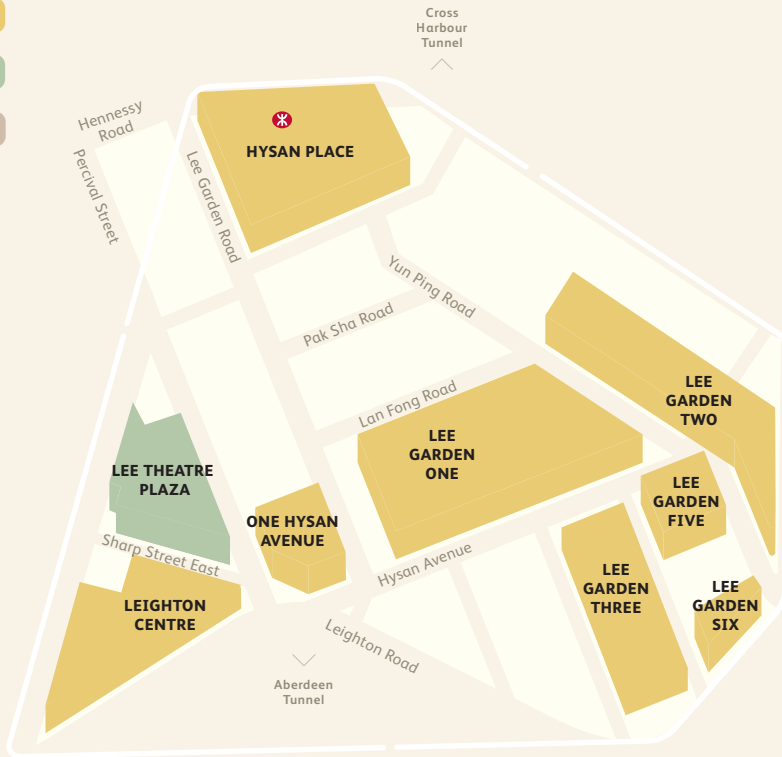 Cross
Harbour
Tunnel
Hennessy
Road
HYSAN PLACE
Percival Street
Lee Garden Road
Yun Ping Road
Pak Sha Road
LEE
GARDEN
TWO
Lan Fong Road
LEE
GARDEN
ONE
LEE THEATRE
PLAZA
LEE
GARDEN
FIVE
ONE HYSAN
AVENUE
Sharp Street East
Hysan Avenue
LEE
GARDEN
THREE
LEE
GARDEN
SIX
LEIGHTON
CENTRE
Leighton Road
Aberdeen
Tunnel